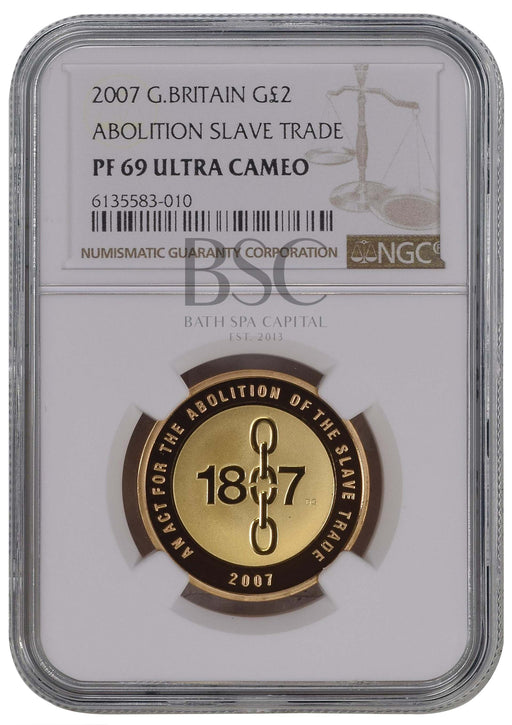 2007 G.BRITAIN G£2
ABOLITION SLAVE TRADE
PF 69 ULTRA CAMEO
6135583-010
NUMISMATIC GUARANTY CORPORATION
NGC
BSC
BATH SPA CAPITAL
EST. 2013
AN ACT FOR THE ABOLITION OF THE SLAVE TRADE
1807
2007